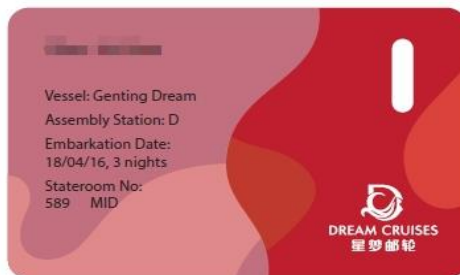 Vessel: Genting Dream
Assembly Station: D
Embarkation Date:
18/04/16, 3 nights
Stateroom No:
589 MID
DREAM CRUISES
星梦邮轮